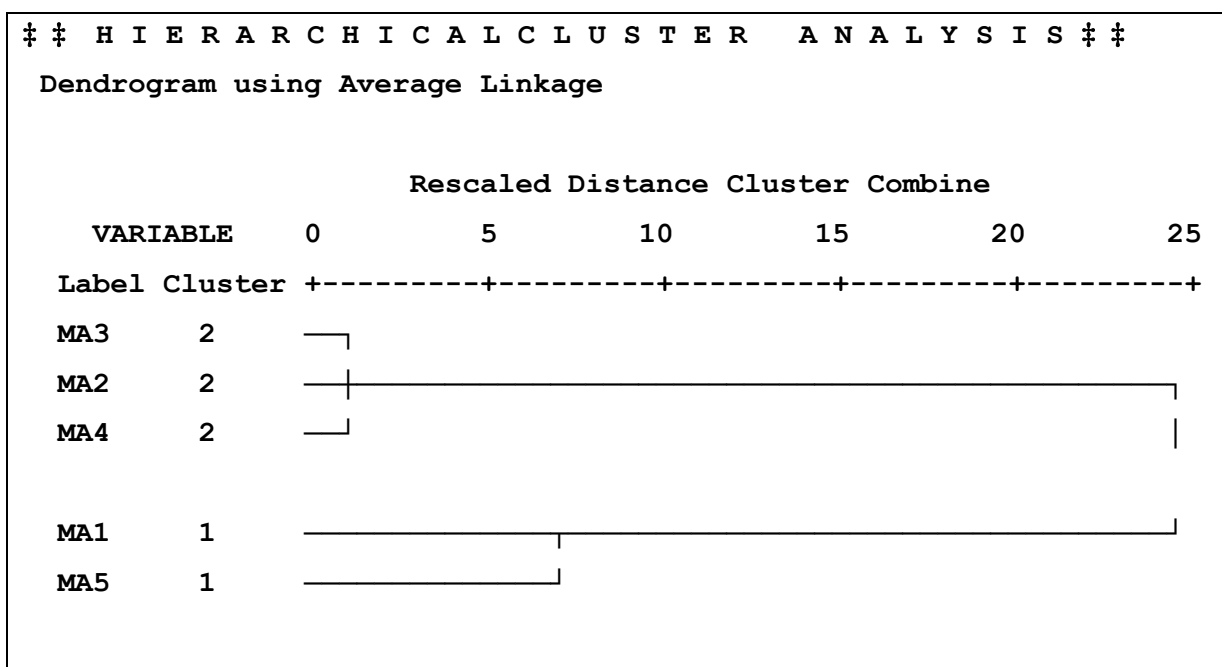 ‡ ‡ H I E R A R C H I C A L C L U S T E R A N A L Y S I S ‡ ‡
Dendrogram using Average Linkage
Rescaled Distance Cluster Combine
VARIABLE 0 5 10 15 20 25
Label Cluster +---------+---------+---------+---------+---------+
MA3 2
MA2 2
MA4 2
MA1 1
MA5 1